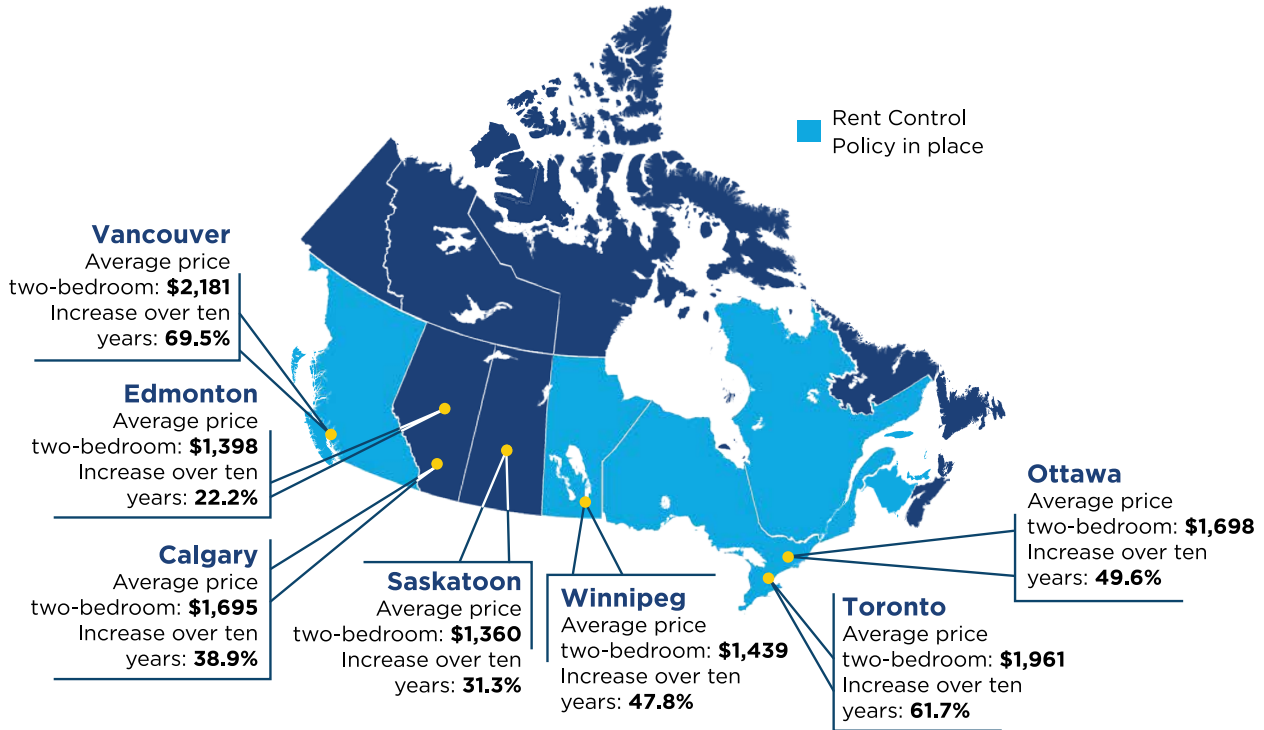 Rent Control
Policy in place
Vancouver
Average price
two-bedroom: $2,181
Increase over ten
years: 69.5%
Edmonton
Average price
two-bedroom: $1,398
Increase over ten
years: 22.2%
Calgary
Average price
two-bedroom: $1,695
Increase over ten
years: 38.9%
Saskatoon
Average price
two-bedroom: $1,360
Increase over ten
years: 31.3%
Winnipeg
Average price
two-bedroom: $1,439
Increase over ten
years: 47.8%
Toronto
Average price
two-bedroom: $1,961
Increase over ten
years: 61.7%
Ottawa
Average price
two-bedroom: $1,698
Increase over ten
years: 49.6%